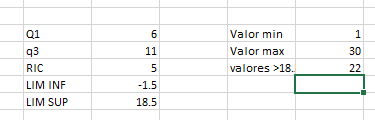 Q1 6 Valor min 1
q3 11 Valor max 30
RIC 5 valores >18. 22
LIM INF -1.5
LIM SUP 18.5